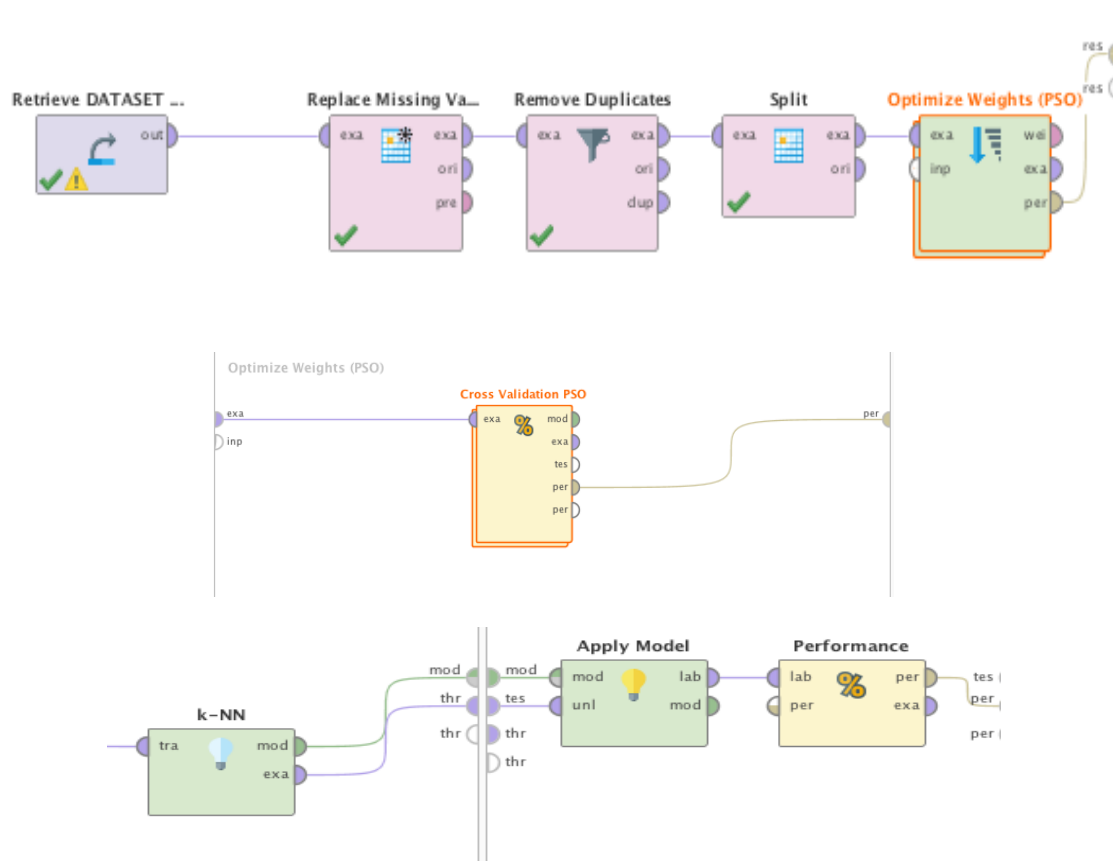 res
Retrieve DATASET ... Replace Missing Va... Remove Duplicates Split Optimize Weights (PSO) res
out exa exa exa exa exa exa exa wei
ori ori ori inp exa
pre dup per
Optimize Weights (PSO)
Cross Validation PSO
exa exa % mod per
inp exa
tes
per
per
Apply Model Performance
mod mod mod lab lab % per tes
thr tes unl mod per exa per
k-NN thr thr per
tra mod thr
exa